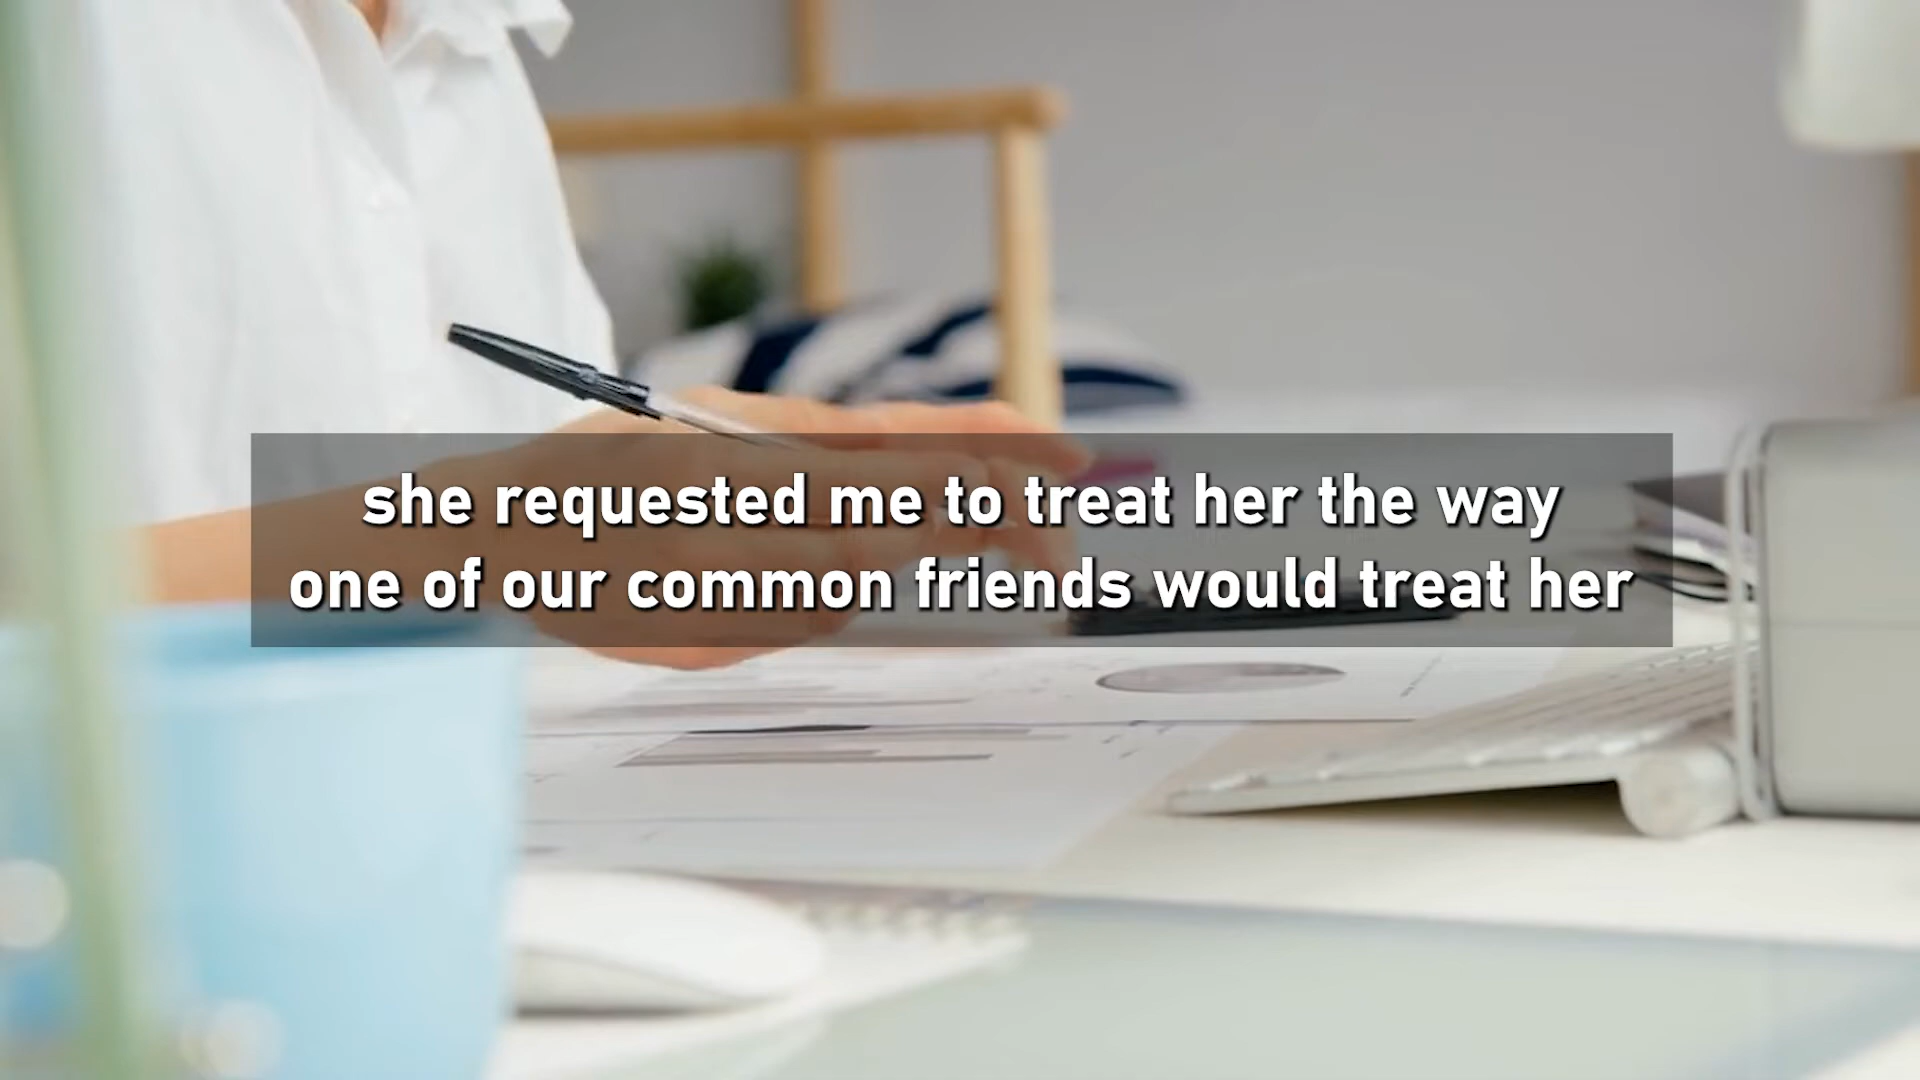 she requested me to treat her the way
one of our common friends would treat her